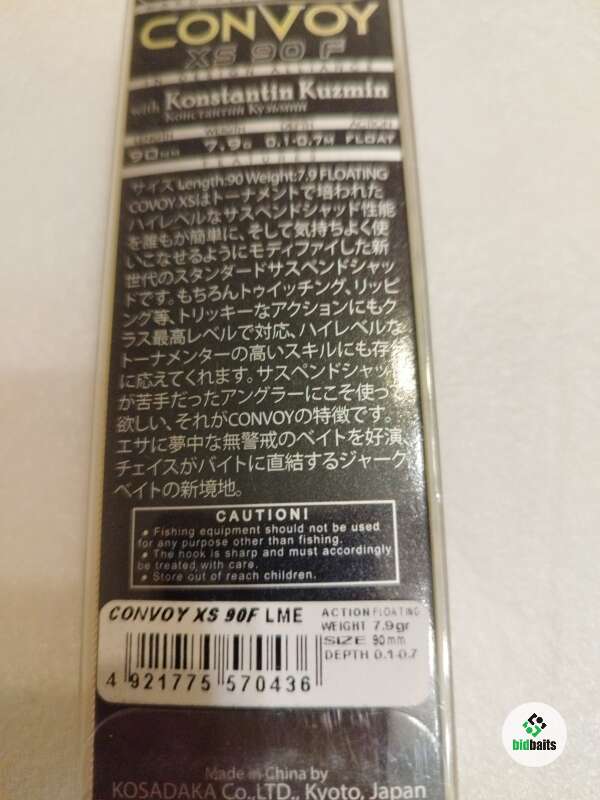 CONVOY
XS 90 F
IN DESIGN ALLIANCE
with Konstantin Kuzmin
Константин Кузьмин
LENGTH WEIGHT DEPTH ACTION
90mm 7.9G 0.1-0.7M FLOAT
FEATURES
サイズ Length:90 Weight:7.9 FLOATING
COVOY XSはトーナメントで培われた
ハイレベルなサスペンドシャッド性能
を誰もが簡単に、そして気持ちよく使
いこなせるようにモディファイした新
世代のスタンダードサスペンドシャッ
ドです。もちろんトゥイッチング、リッピ
ング等、トリッキーなアクションにもク
ラス最高レベルで対応、ハイレベルな
トーナメンターの高いスキルにも存分
に応えてくれます。サスペンドシャッ
が苦手だったアングラーにこそ使って
欲しい、それがCONVOYの特徴です。
エサに夢中な無警戒のベイトを好演、
チェイスがバイトに直結するジャーク
ベイトの新境地。
CAUTION!
● Fishing equipment should not be used
for any purpose other than fishing.
● The hook is sharp and must accordingly
be treated with care.
● Store out of reach children.
CONVOY XS 90F LME
ACTION FLOATING
WEIGHT 7.9gr
SIZE 90mm
DEPTH 0.1-0.7
4 921775 570436
Made in China by
KOSADAKA Co.,LTD., Kyoto, Japan
bidbaits